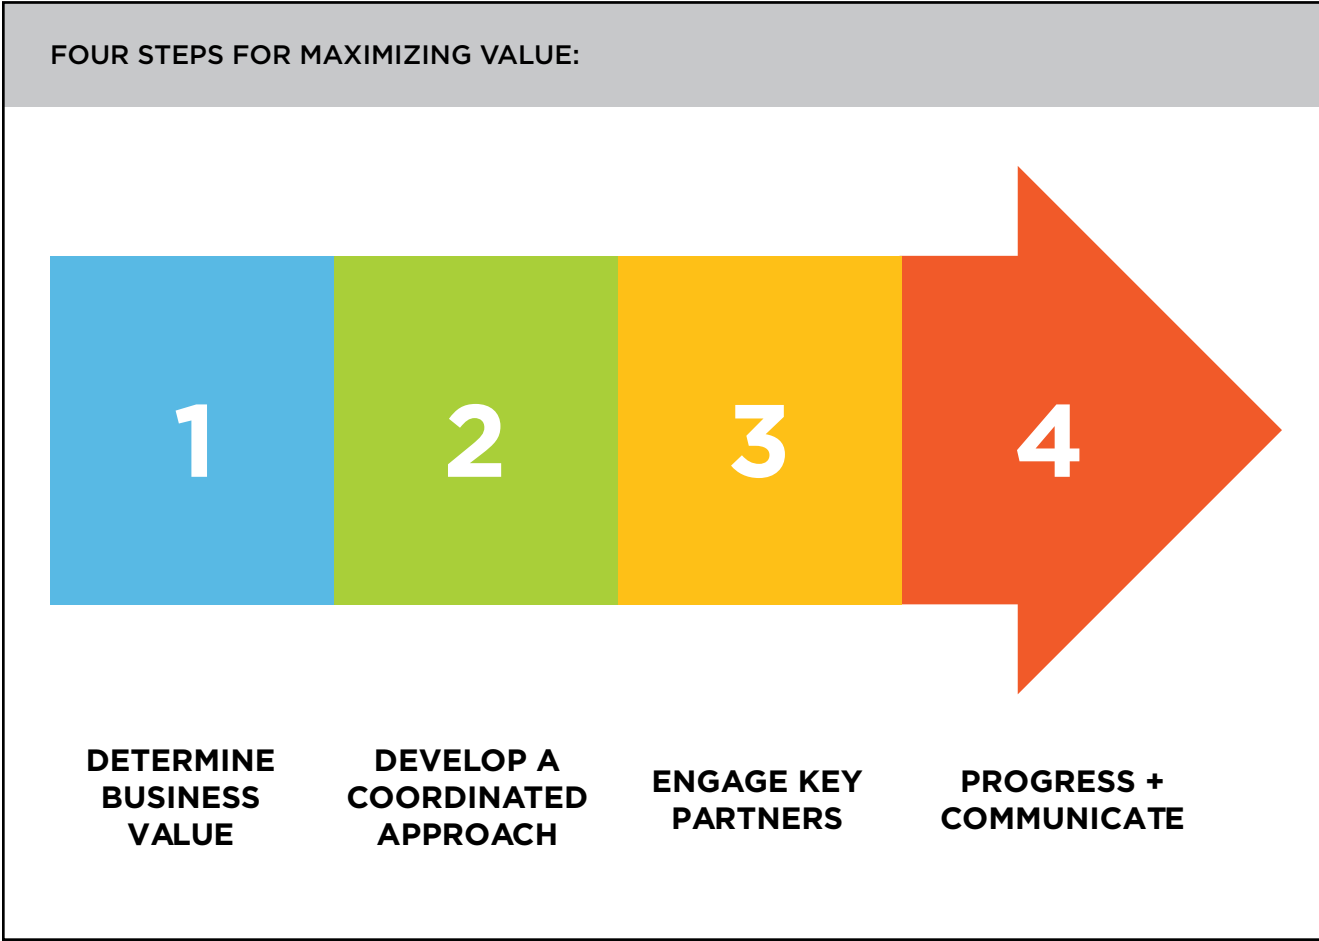 FOUR STEPS FOR MAXIMIZING VALUE:
1
2
3
4
DETERMINE
BUSINESS
VALUE
DEVELOP A
COORDINATED
APPROACH
ENGAGE KEY
PARTNERS
PROGRESS +
COMMUNICATE